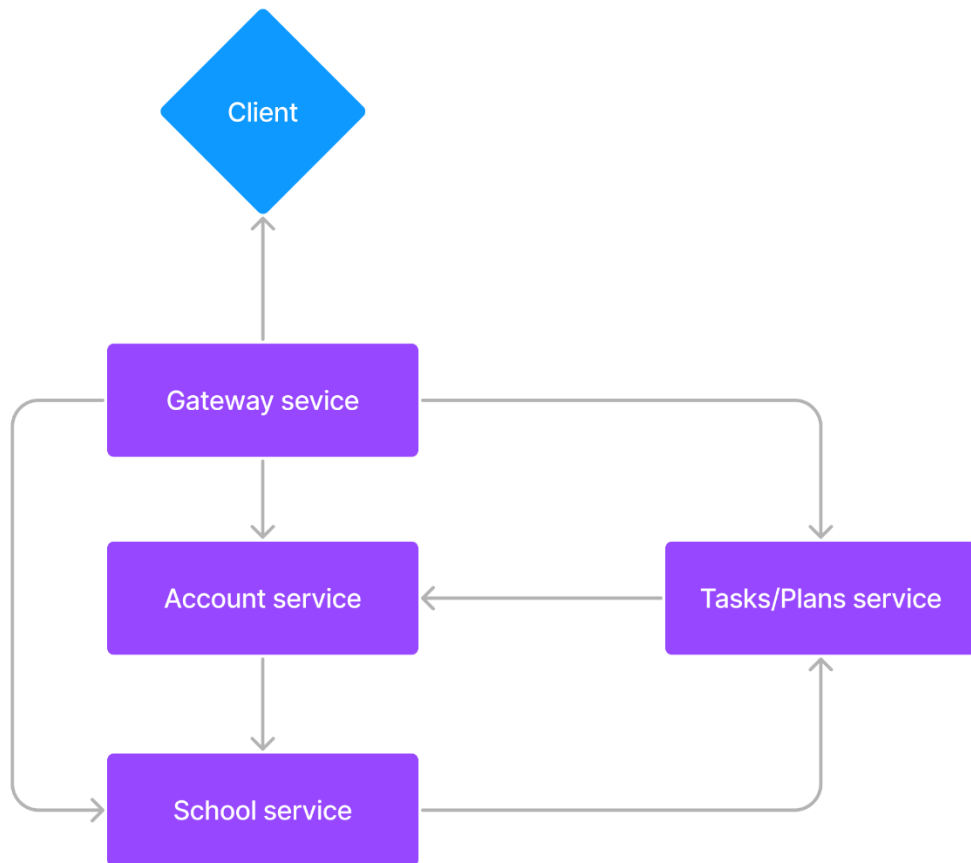 Client
Gateway sevice
Account service
Tasks/Plans service
School service